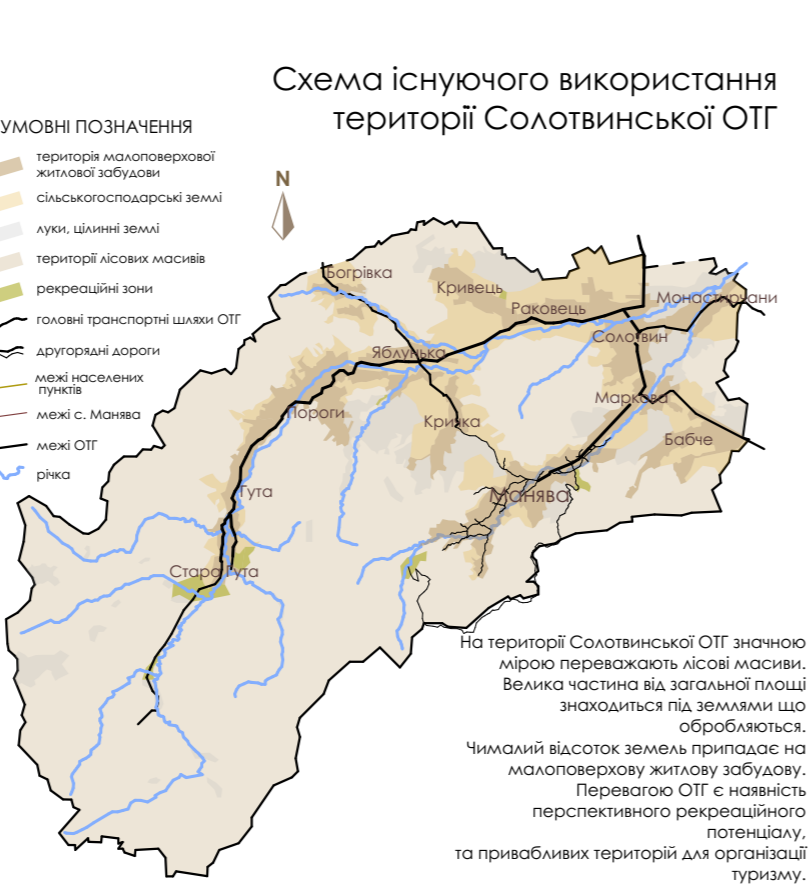 Схема існуючого використання
території Солотвинської ОТГ
УМОВНІ ПОЗНАЧЕННЯ
територія малоповерхової
житлової забудови
сільськогосподарські землі
луки, цілинні землі
території лісових масивів
рекреаційні зони
головні транспортні шляхи ОТГ
другорядні дороги
межі населених
пунктів
межі с. Манява
межі ОТГ
річка
N
Богрівка
Кривець
Раковець
Монастирчани
Солотвин
Яблунька
Маркова
Пороги
Кричка
Бабче
Манява
Гута
Стара Гута
На території Солотвинської ОТГ значною
мірою переважають лісові масиви.
Велика частина від загальної площі
знаходиться під землями що
обробляються.
Чималий відсоток земель припадає на
малоповерхову житлову забудову.
Перевагою ОТГ є наявність
перспективного рекреаційного
потенціалу,
та привабливих територій для організації
туризму.